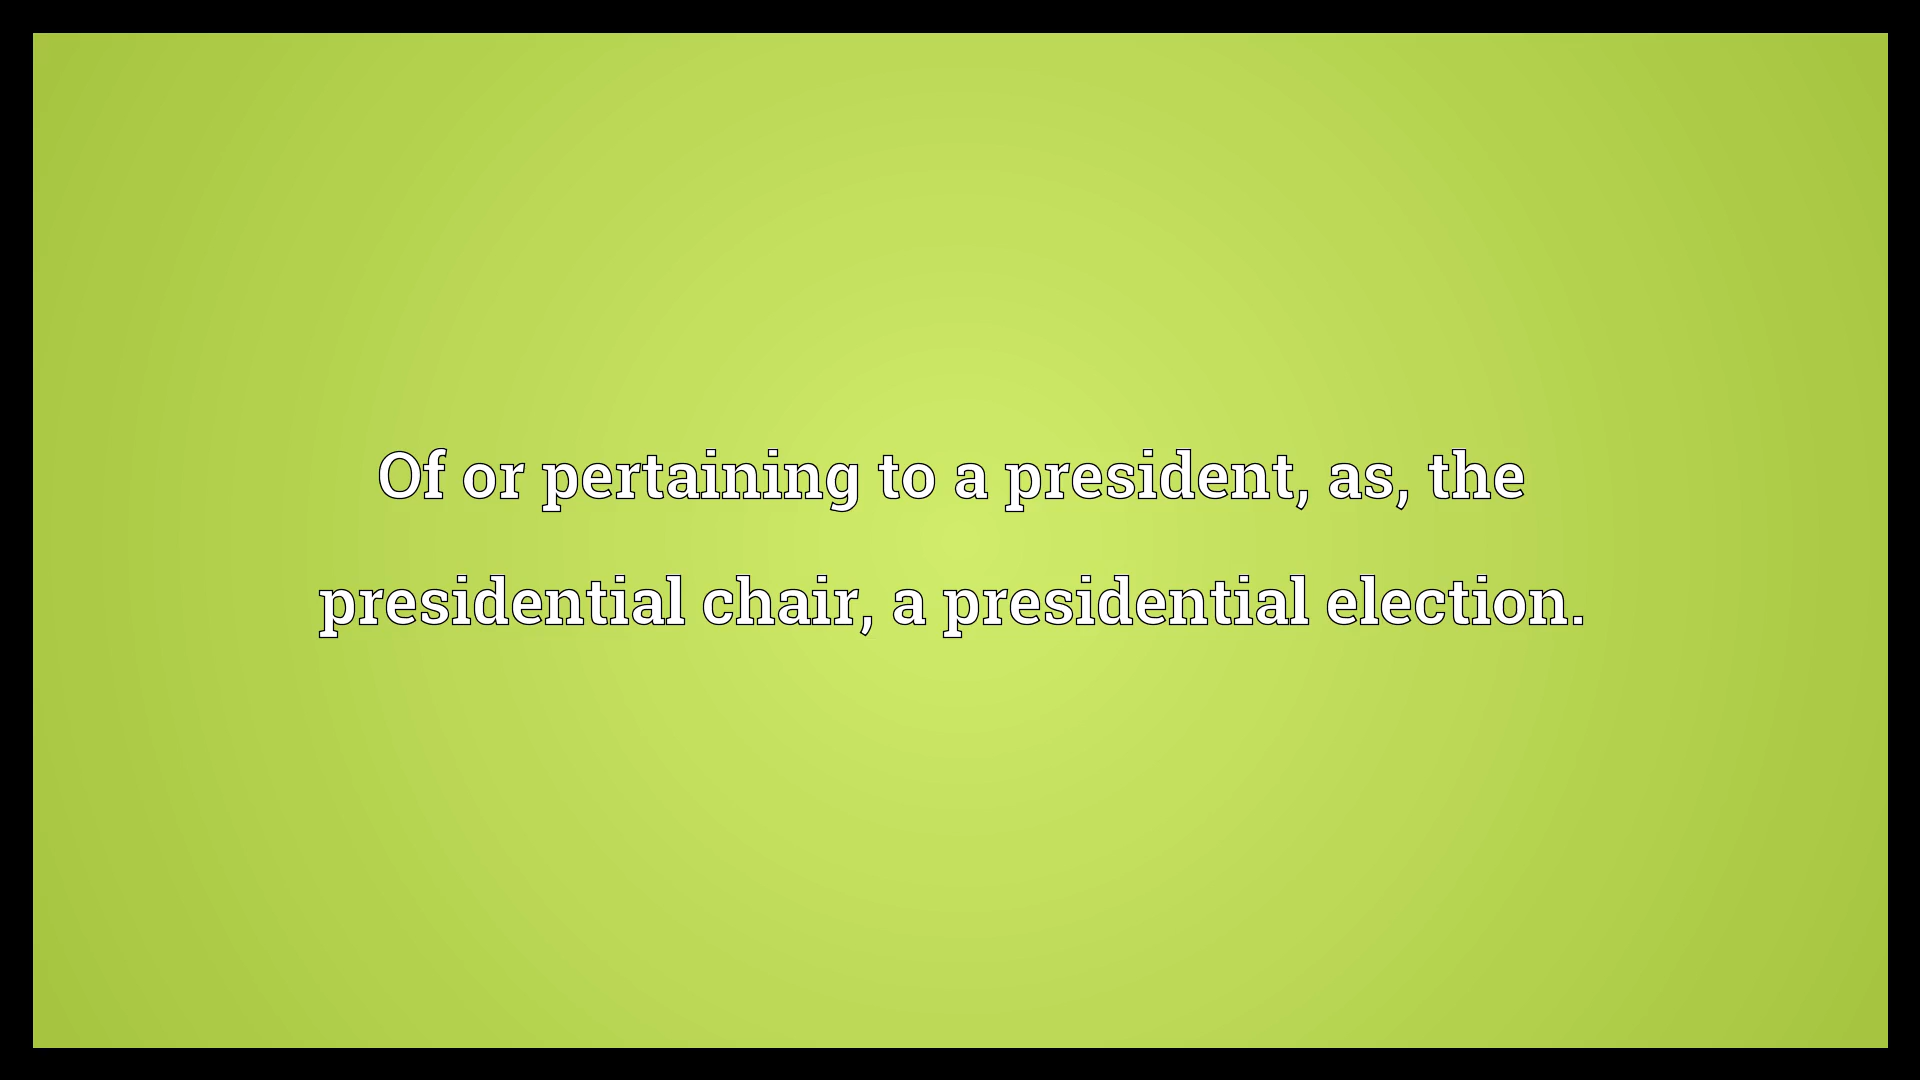 Of or pertaining to a president, as, the
presidential chair, a presidential election.